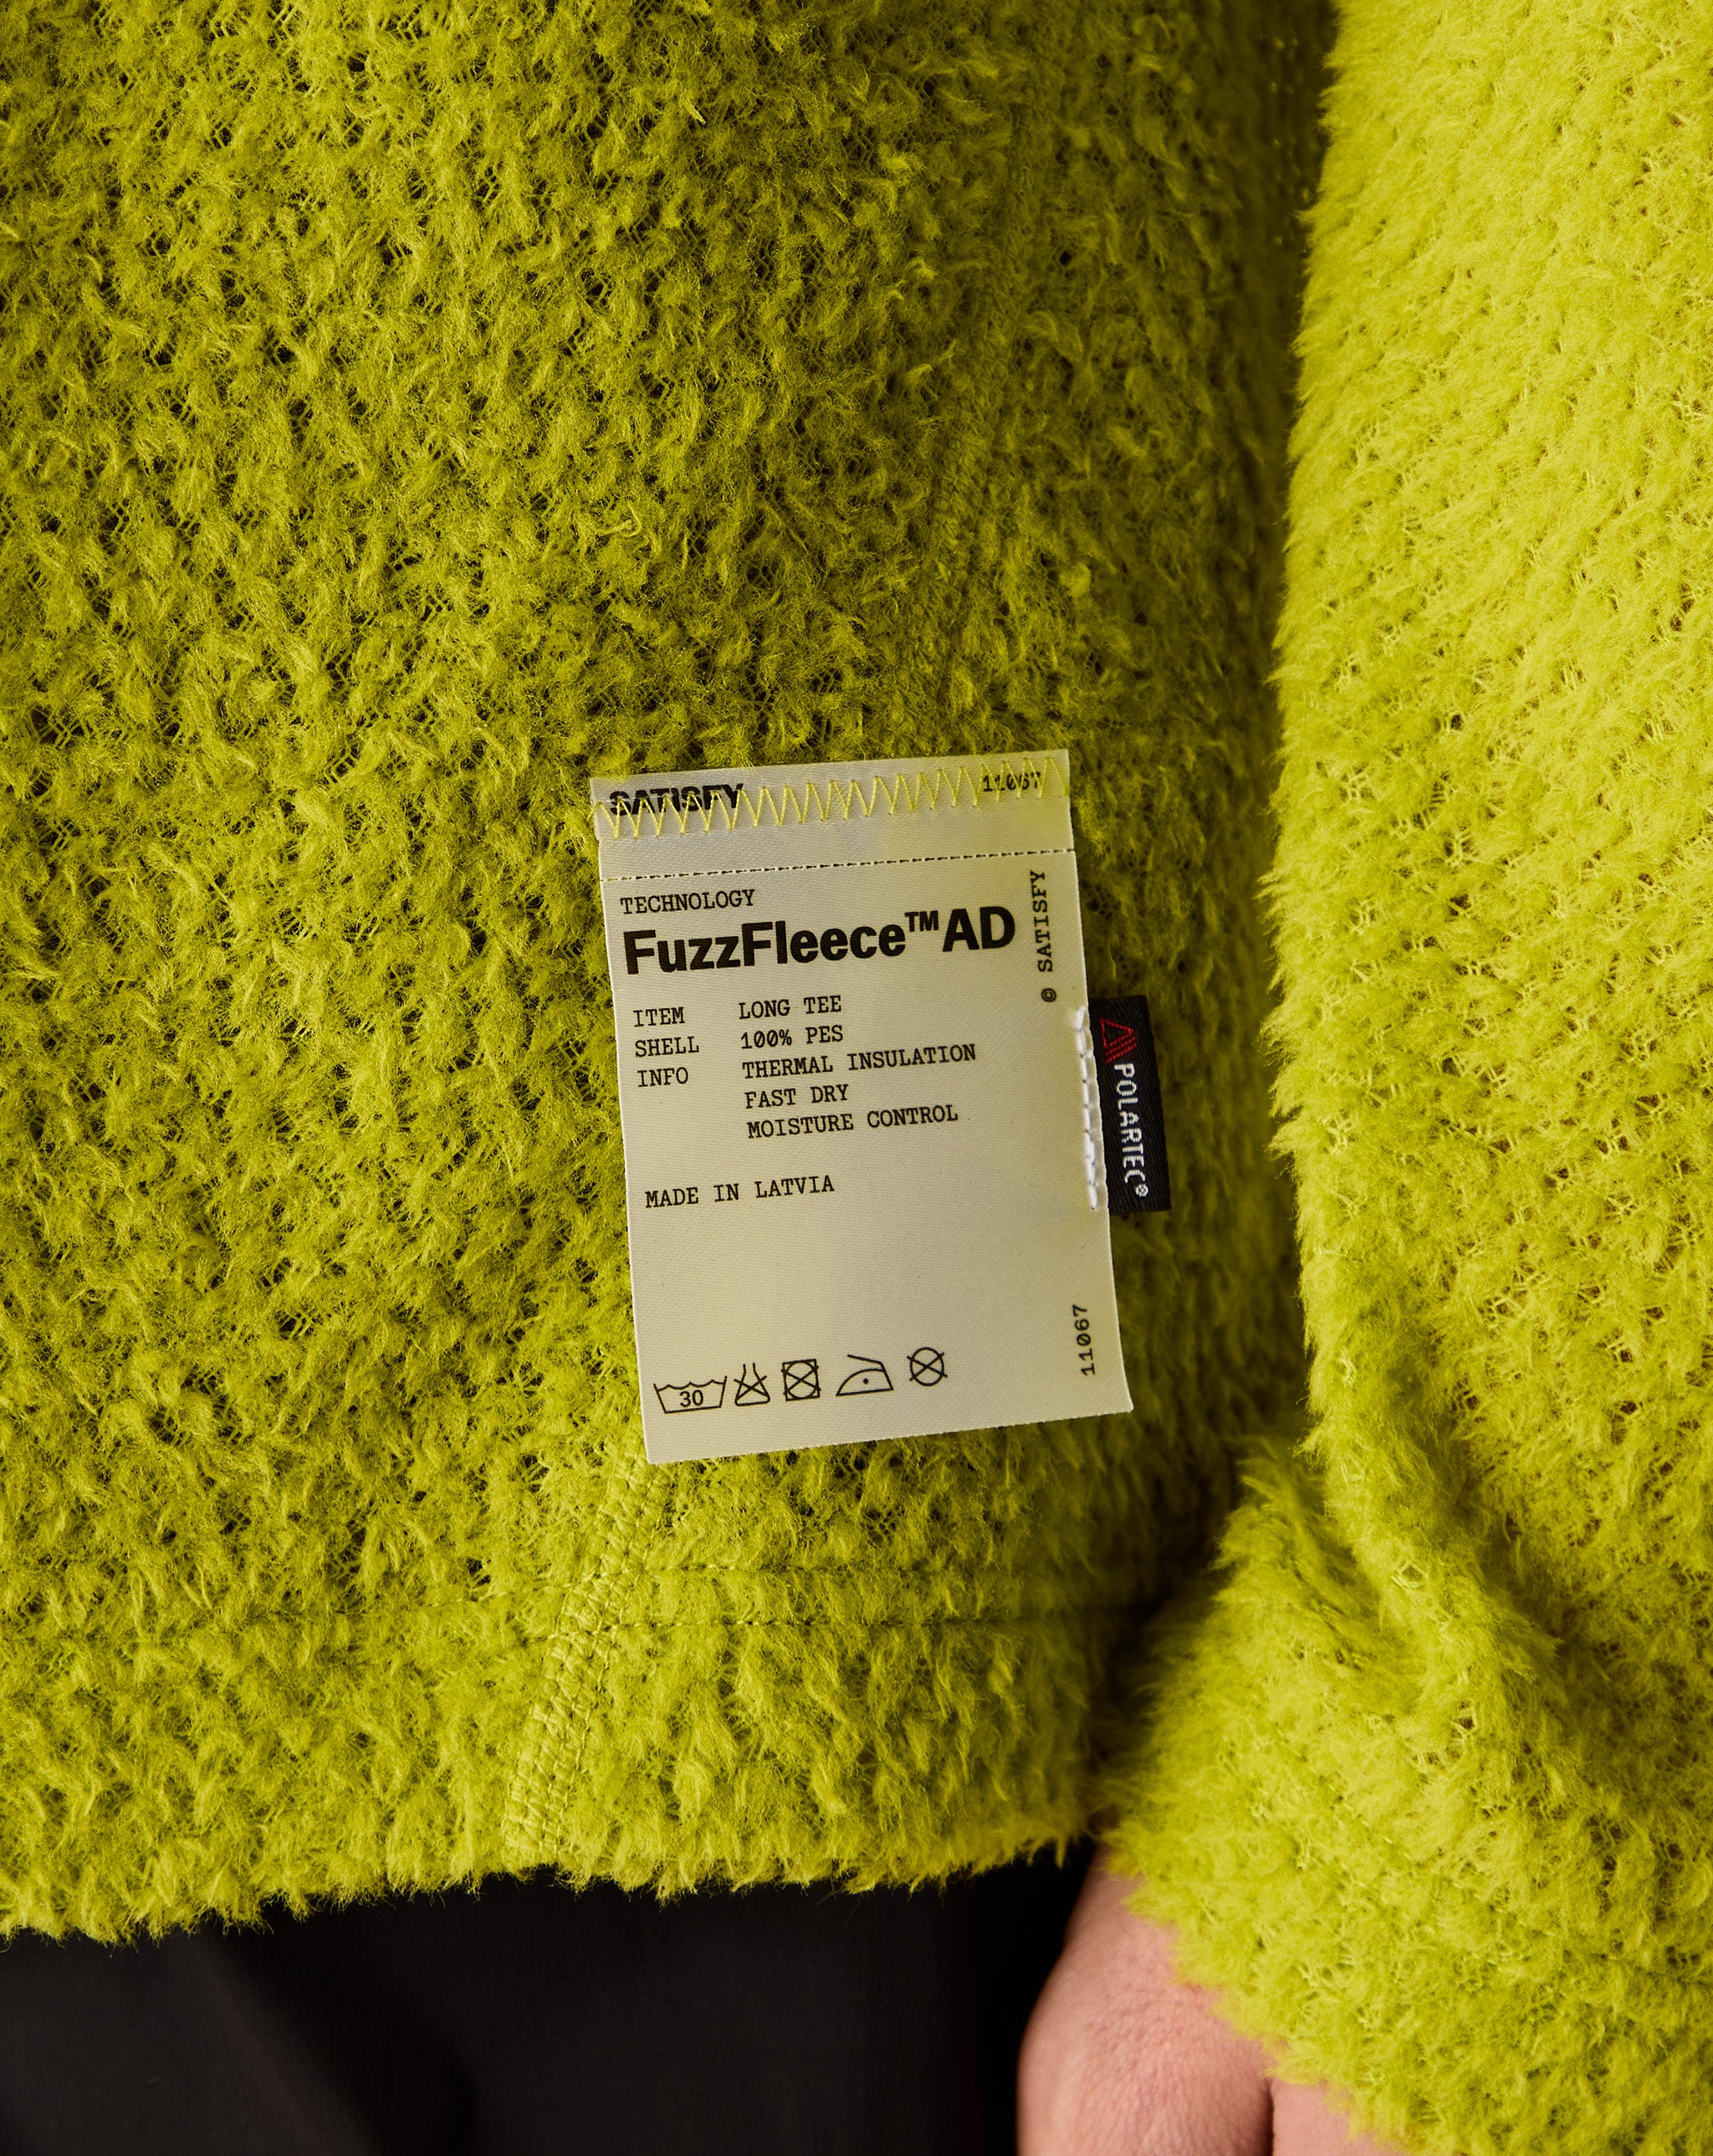 SATISFY 11067
TECHNOLOGY
FuzzFleece™AD
© SATISFY
ITEM LONG TEE
SHELL 100% PES
INFO THERMAL INSULATION
FAST DRY
MOISTURE CONTROL
MADE IN LATVIA
POLARTEC®
30
11067